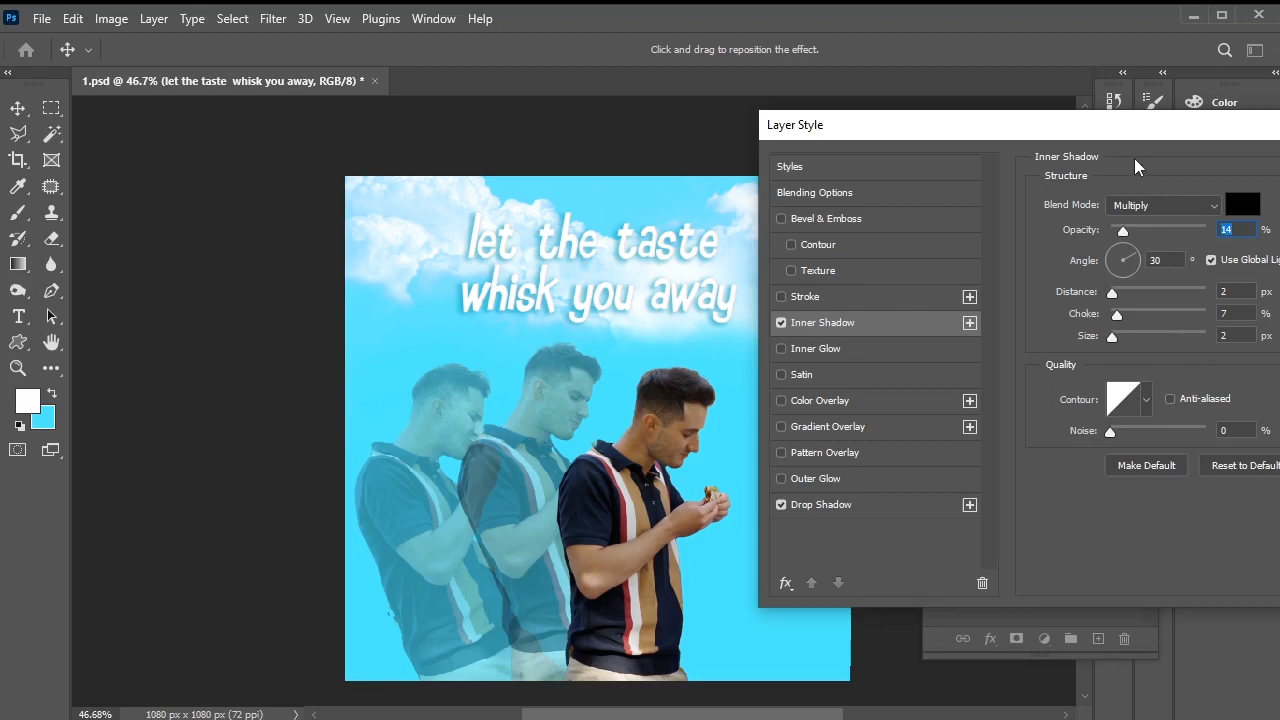 Ps File Edit Image Layer Type Select Filter 3D View Plugins Window Help
Click and drag to reposition the effect.
1.psd @ 46.7% (let the taste  whisk you away, RGB/8) *
Color
Layer Style
let the taste
whisk you away
Styles
Blending Options
Bevel & Emboss
Contour
Texture
Stroke
Inner Shadow
Inner Glow
Satin
Color Overlay
Gradient Overlay
Pattern Overlay
Outer Glow
Drop Shadow
fx
Inner Shadow
Structure
Blend Mode: Multiply
Opacity: 14 %
Angle: 30 ° Use Global Lig
Distance: 2 px
Choke: 7 %
Size: 2 px
Quality
Contour: Anti-aliased
Noise: 0 %
Make Default Reset to Default
fx
46.68% 1080 px x 1080 px (72 ppi)